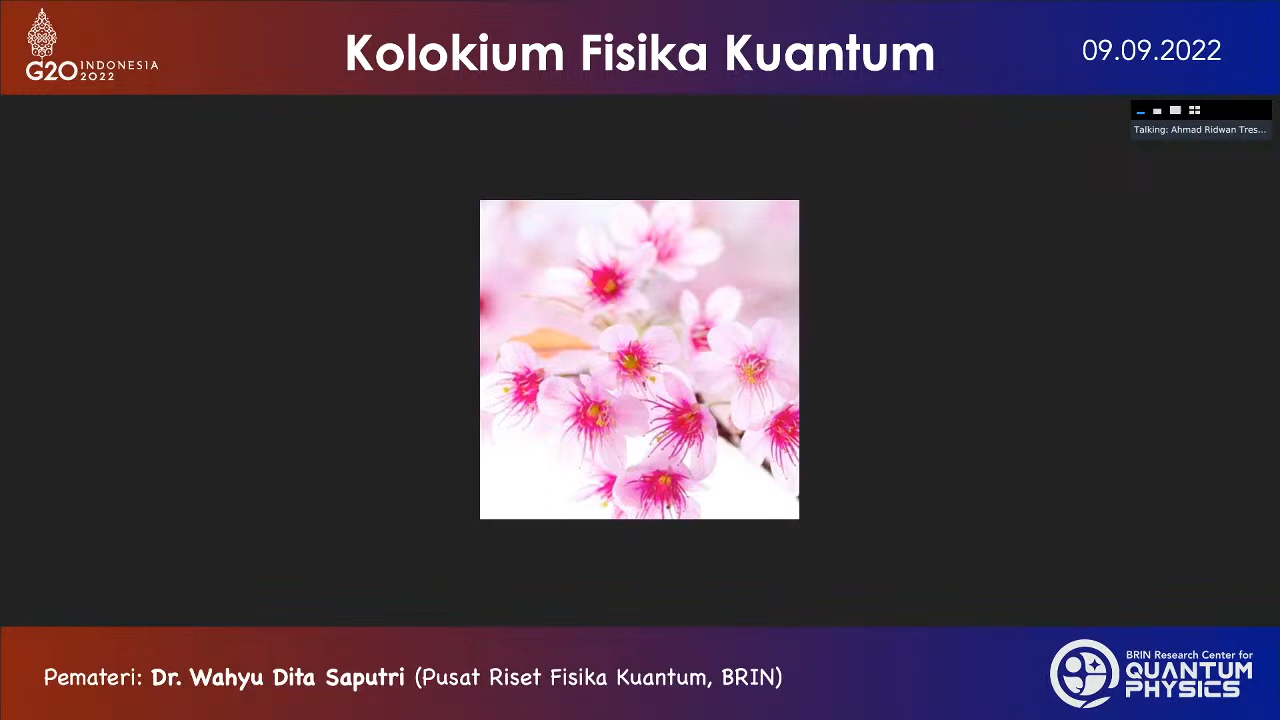 G20 INDONESIA 2022
Kolokium Fisika Kuantum
09.09.2022
Talking: Ahmad Ridwan Tres...
Pemateri: Dr. Wahyu Dita Saputri (Pusat Riset Fisika Kuantum, BRIN)
BRIN Research Center for
QUANTUM
PHYSICS